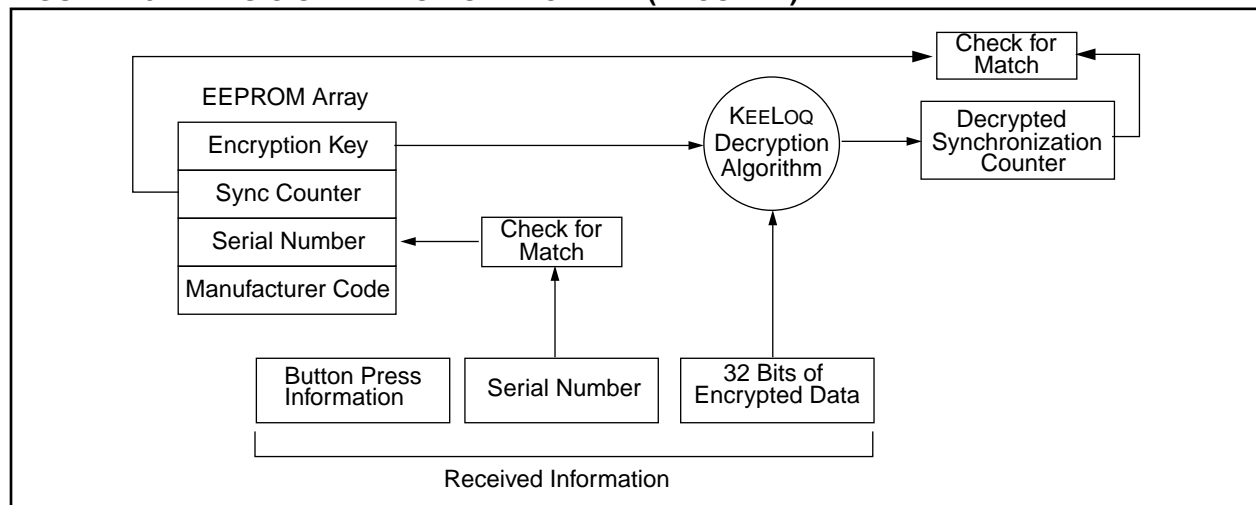 Check for
Match
EEPROM Array
KEELOQ
Decryption
Algorithm
Decrypted
Synchronization
Counter
Encryption Key
Sync Counter
Serial Number
Manufacturer Code
Check for
Match
Button Press
Information
Serial Number
32 Bits of
Encrypted Data
Received Information